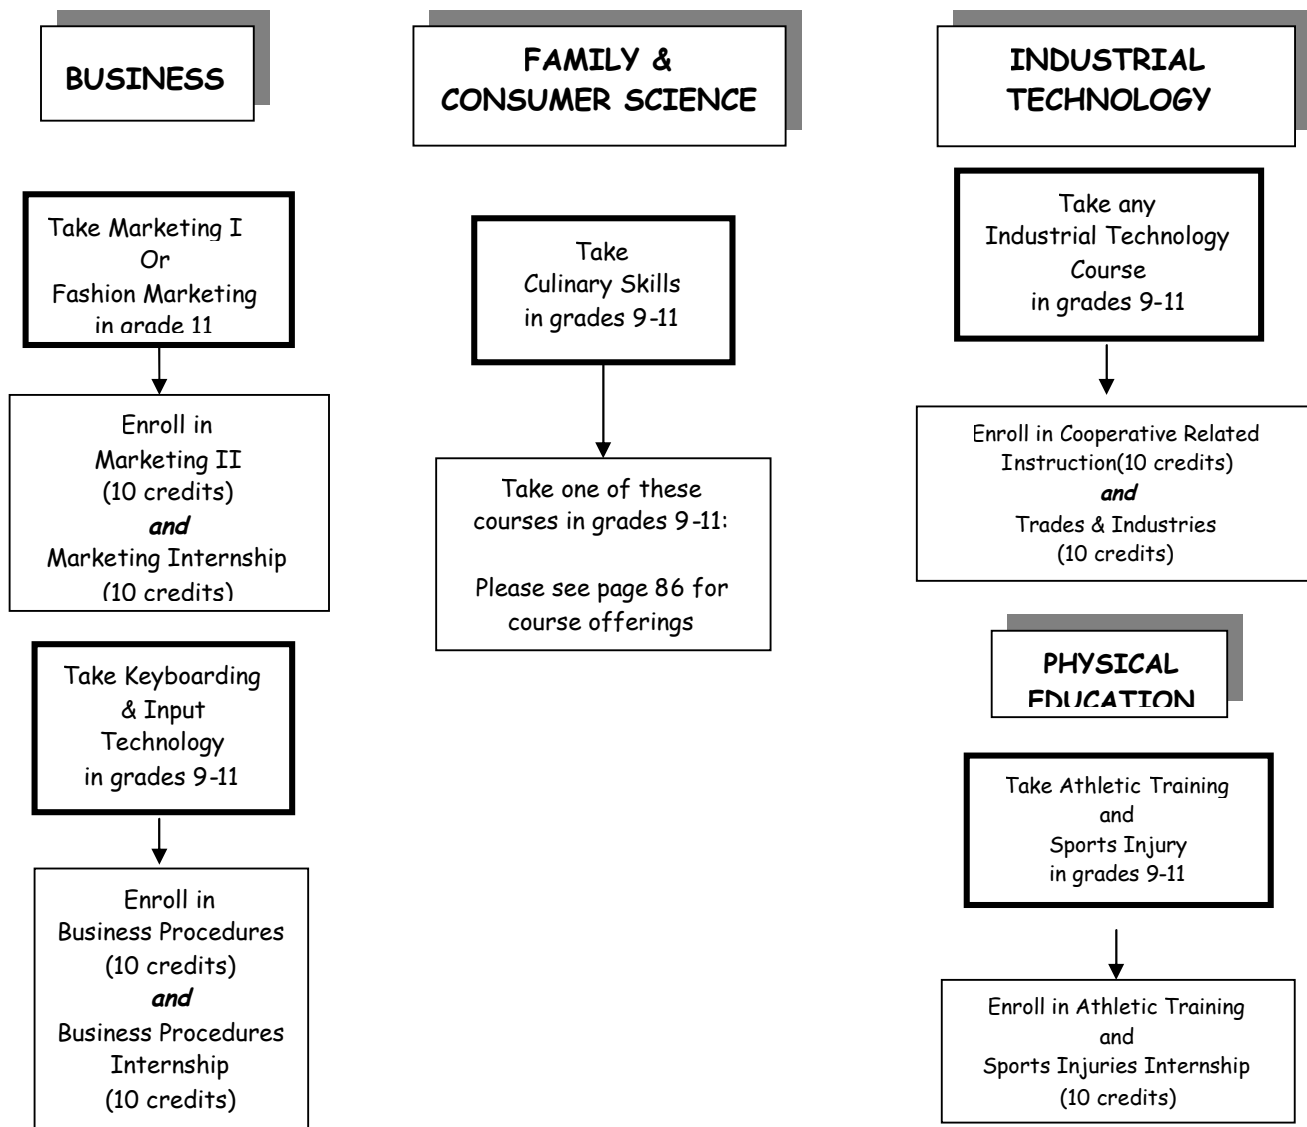 BUSINESS
Take Marketing I
Or
Fashion Marketing
in grade 11
Enroll in
Marketing II
(10 credits)
and
Marketing Internship
(10 credits)
Take Keyboarding
& Input
Technology
in grades 9-11
Enroll in
Business Procedures
(10 credits)
and
Business Procedures
Internship
(10 credits)
FAMILY &
CONSUMER SCIENCE
Take
Culinary Skills
in grades 9-11
Take one of these
courses in grades 9-11:
Please see page 86 for
course offerings
INDUSTRIAL
TECHNOLOGY
Take any
Industrial Technology
Course
in grades 9-11
Enroll in Cooperative Related
Instruction(10 credits)
and
Trades & Industries
(10 credits)
PHYSICAL
EDUCATION
Take Athletic Training
and
Sports Injury
in grades 9-11
Enroll in Athletic Training
and
Sports Injuries Internship
(10 credits)